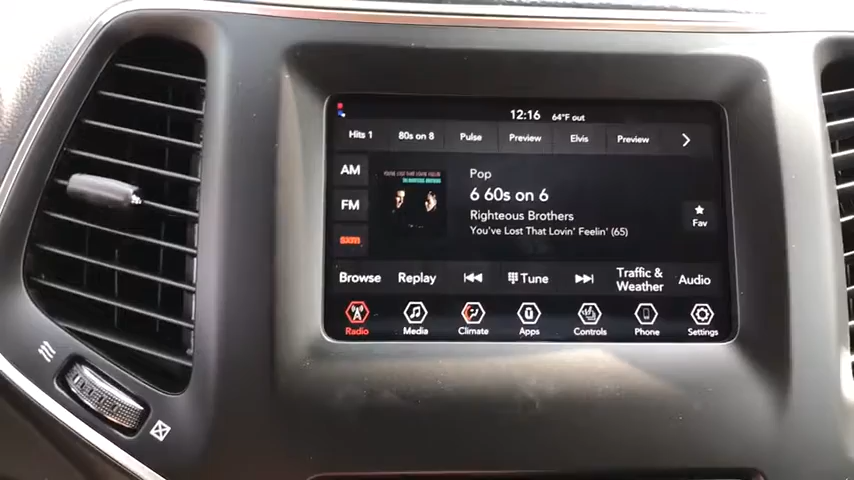 12:16 64°F out
Hits 1 80s on 8 Pulse Preview Elvis Preview
AM
FM
SXM
Pop
6 60s on 6
Righteous Brothers
You've Lost That Lovin' Feelin' (65)
Fav
Browse Replay Tune Traffic & Weather Audio
Radio Media Climate Apps Controls Phone Settings